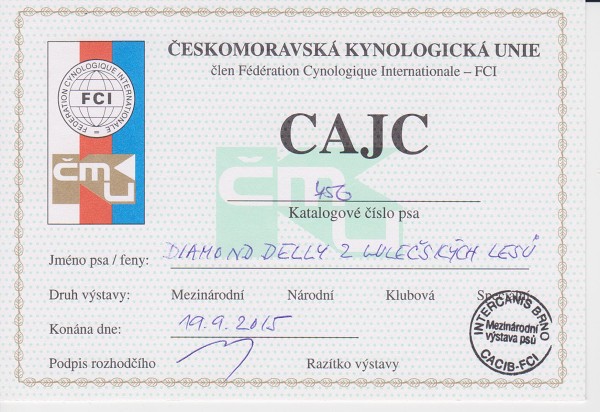 ČESKOMORAVSKÁ KYNOLOGICKÁ UNIE
člen Fédération Cynologique Internationale – FCI
FÉDÉRATION CYNOLOGIQUE INTERNATIONALE
FCI
CAJC
čmku
456
Katalogové číslo psa
Jméno psa / feny: DIAMOND DELLY Z LULEČSKÝCH LESŮ
Druh výstavy: Mezinárodní Národní Klubová Speciální
Konána dne: 19.9.2015
Podpis rozhodčího Razítko výstavy
INTERCANIS BRNO
Mezinárodní
výstava psů
CACIB-FCI